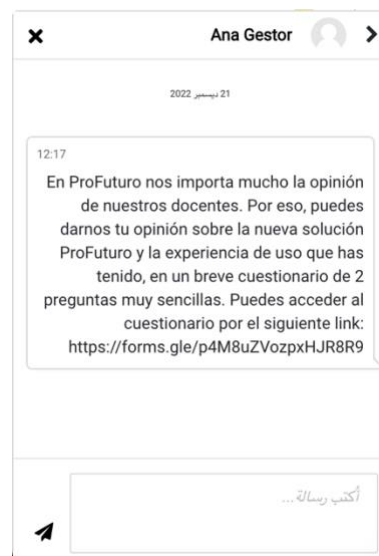 Ana Gestor
21 ديسمبر 2022
12:17
En ProFuturo nos importa mucho la opinión
de nuestros docentes. Por eso, puedes
darnos tu opinión sobre la nueva solución
ProFuturo y la experiencia de uso que has
tenido, en un breve cuestionario de 2
preguntas muy sencillas. Puedes acceder al
cuestionario por el siguiente link:
https://forms.gle/p4M8uZVozpxHJR8R9
أكتب رسالة...